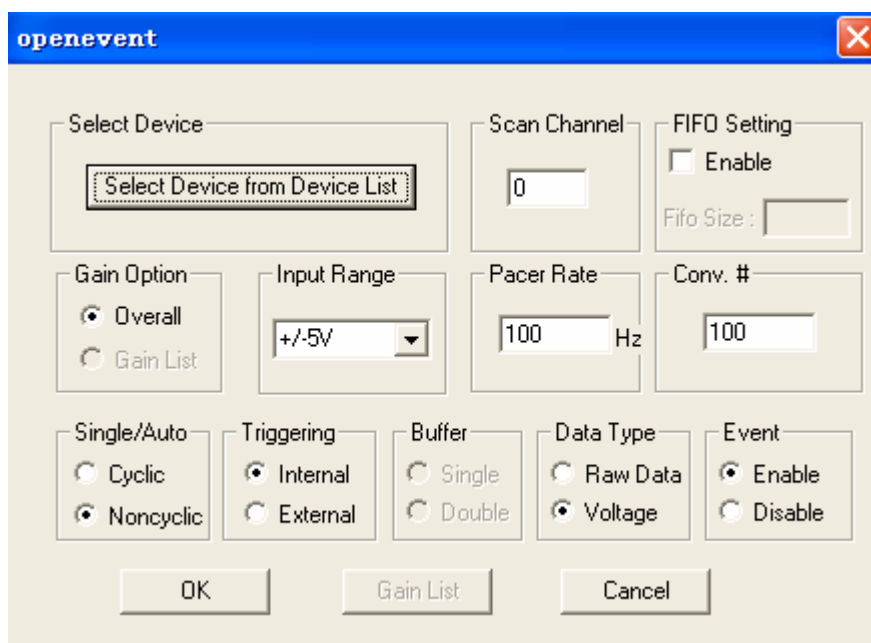 openevent
Select Device
Select Device from Device List
Scan Channel
0
FIFO Setting
Enable
Fifo Size :
Gain Option
Overall
Gain List
Input Range
+/-5V
Pacer Rate
100 Hz
Conv. #
100
Single/Auto
Cyclic
Noncyclic
Triggering
Internal
External
Buffer
Single
Double
Data Type
Raw Data
Voltage
Event
Enable
Disable
OK
Gain List
Cancel